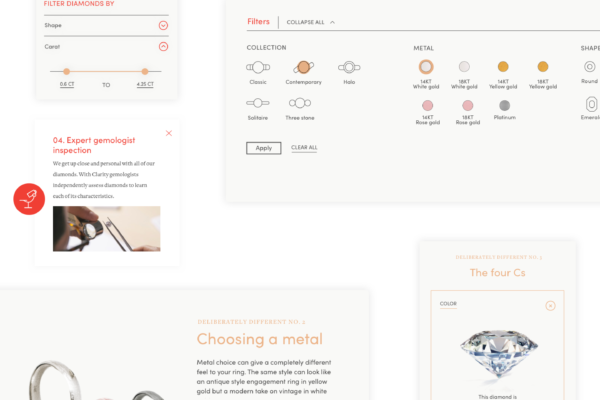 FILTER DIAMONDS BY
Shape
Carat
0.6 CT
TO
4.25 CT
04. Expert gemologist
inspection
We get up close and personal with all of our
diamonds. With Clarity gemologists
independently assess diamonds to learn
each of its characteristics.
Filters
COLLAPSE ALL
COLLECTION
Classic
Contemporary
Halo
Solitaire
Three stone
METAL
14KT
White gold
18KT
White gold
14KT
Yellow gold
18KT
Yellow gold
14KT
Rose gold
18KT
Rose gold
Platinum
SHAPE
Round
Emeral
Apply
CLEAR ALL
DELIBERATELY DIFFERENT NO. 2
Choosing a metal
Metal choice can give a completely different
feel to your ring. The same style can look like
an antique style engagement ring in yellow
gold but a modern take on vintage in white
DELIBERATELY DIFFERENT NO. 3
The four Cs
COLOR
This diamond is